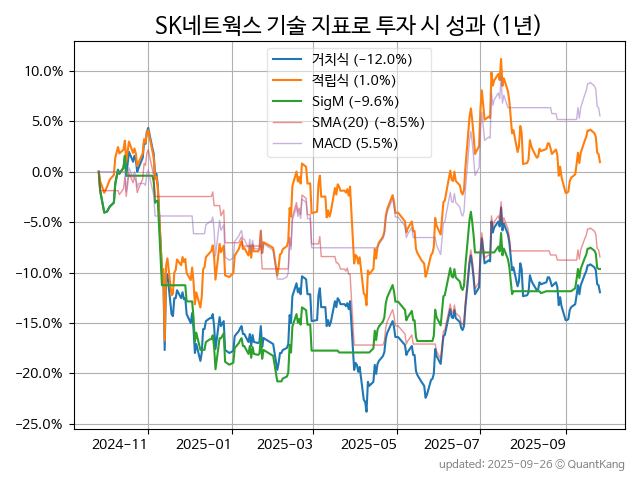 SK네트웍스 기술 지표로 투자 시 성과 (1년)
거치식 (−12.0%)
적립식 (1.0%)
SigM (−9.6%)
SMA(20) (−8.5%)
MACD (5.5%)
10.0%
5.0%
0.0%
−5.0%
−10.0%
−15.0%
−20.0%
−25.0%
2024−11 2025−01 2025−03 2025−05 2025−07 2025−09
updated: 2025−09−26 © QuantKang